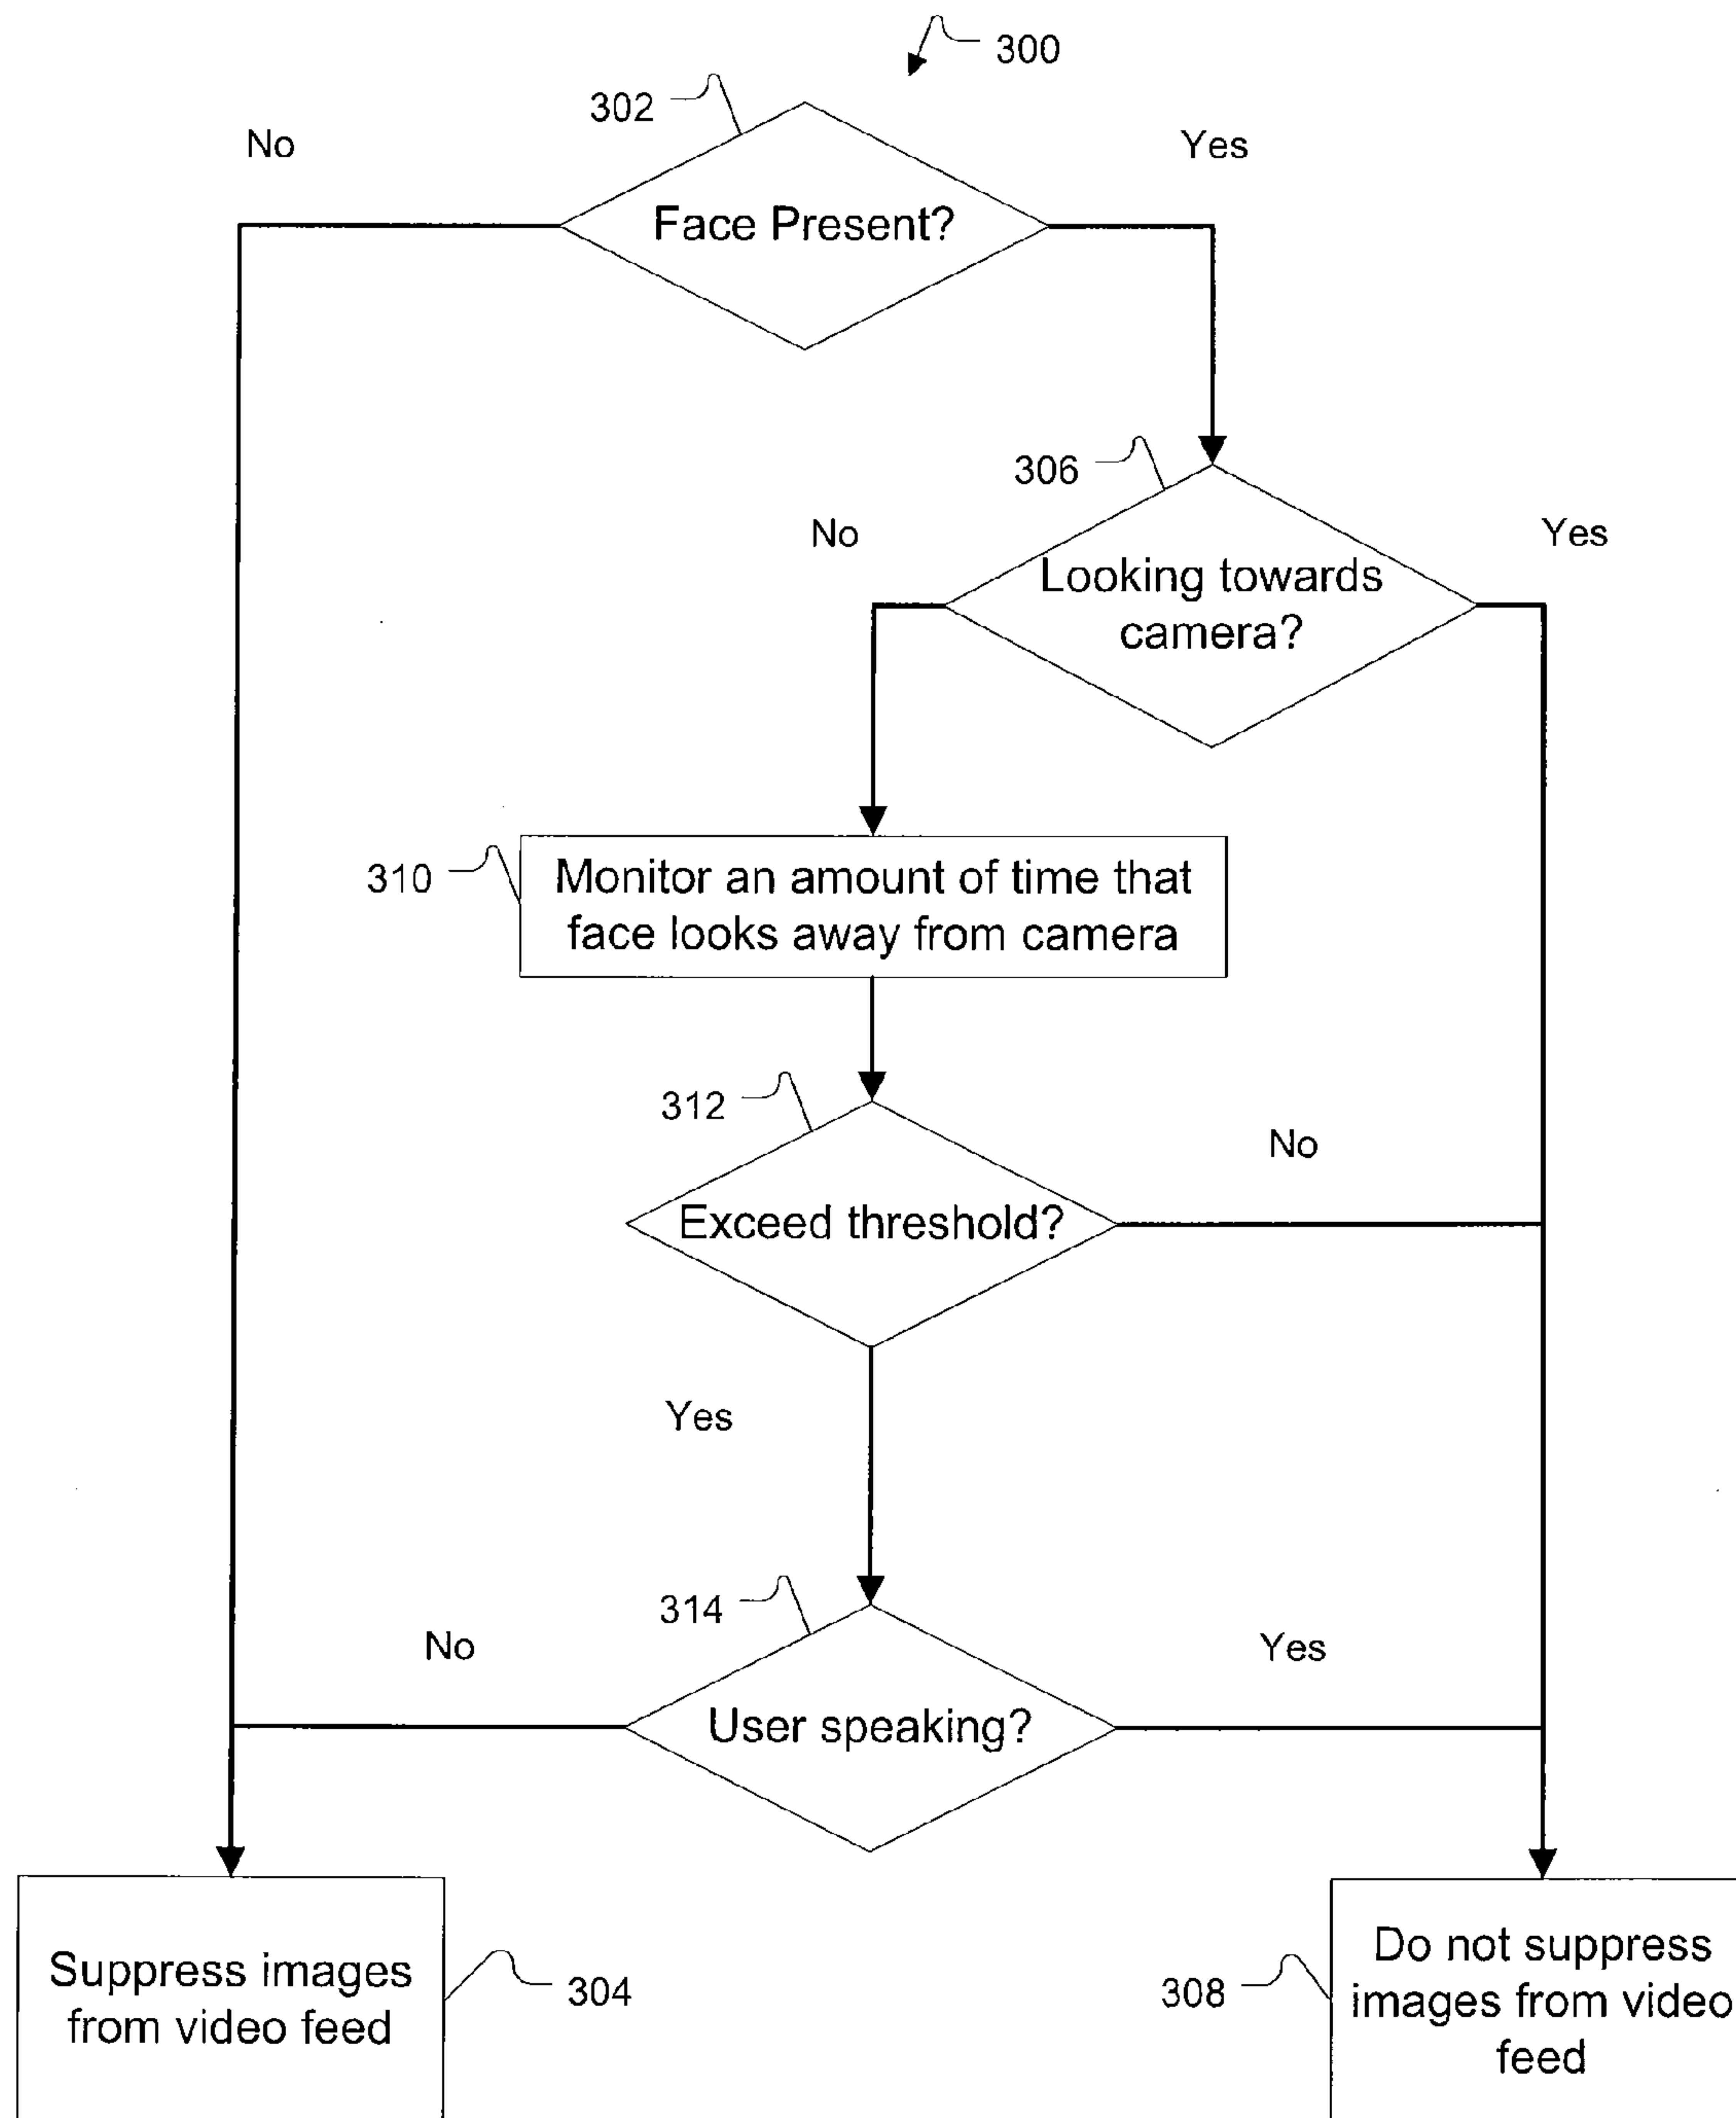 300
302
No
Yes
Face Present?
306
No
Yes
Looking towards
camera?
310
Monitor an amount of time that
face looks away from camera
312
No
Exceed threshold?
Yes
314
No
Yes
User speaking?
Suppress images
from video feed
304
308
Do not suppress
images from video
feed